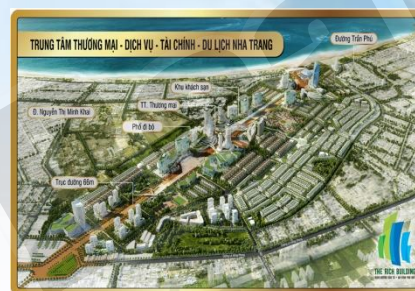 TRUNG TÂM THƯƠNG MẠI - DỊCH VỤ - TÀI CHÍNH - DU LỊCH NHA TRANG
Đường Trần Phú
Khu khách sạn
TT. Thương mại
Đ. Nguyễn Thị Minh Khai
Phố đi bộ
Trục đường 60m
THE RICH BUILDING